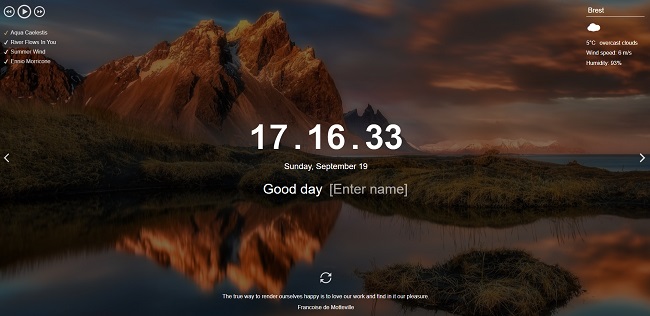 Aqua Caelestis
River Flows In You
Summer Wind
Ennio Morricone
Brest
5°C overcast clouds
Wind speed: 6 m/s
Humidity: 93%
17.16.33
Sunday, September 19
Good day [Enter name]
The true way to render ourselves happy is to love our work and find in it our pleasure
Francoise de Motteville